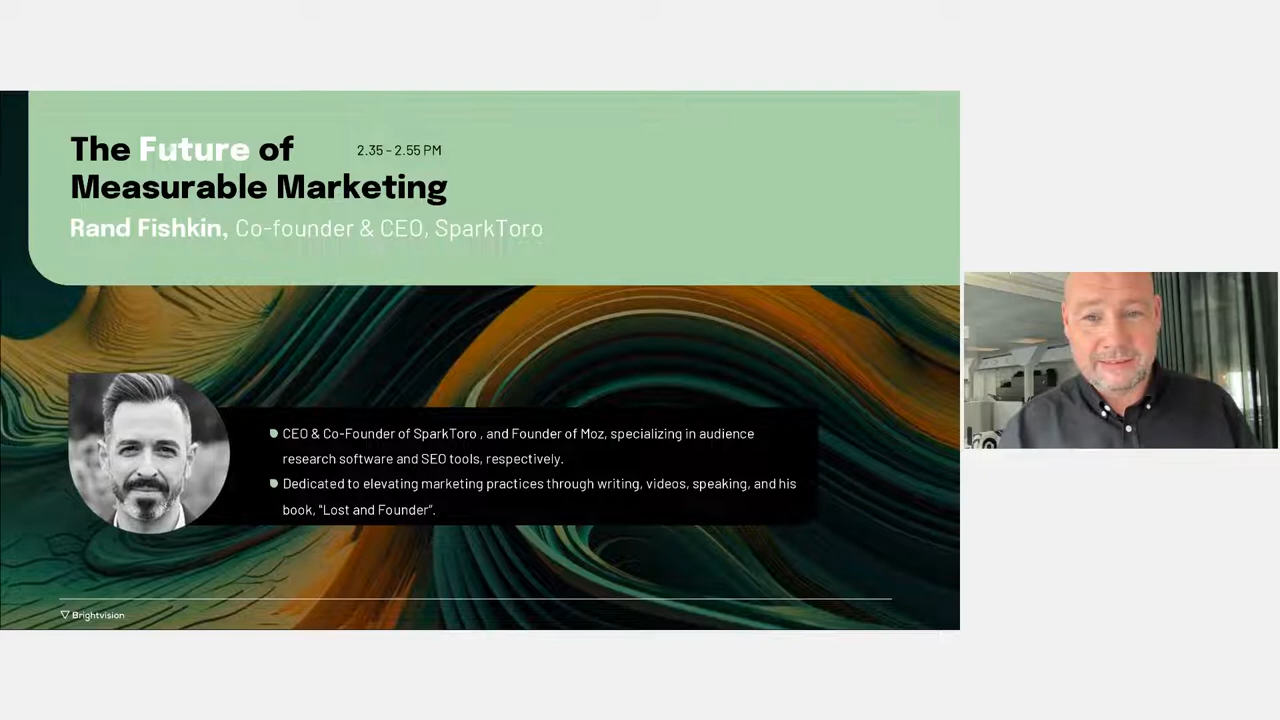 The Future of
2.35 - 2.55 PM
Measurable Marketing
Rand Fishkin, Co-founder & CEO, SparkToro
CEO & Co-Founder of SparkToro , and Founder of Moz, specializing in audience
research software and SEO tools, respectively.
Dedicated to elevating marketing practices through writing, videos, speaking, and his
book, "Lost and Founder".
Brightvision